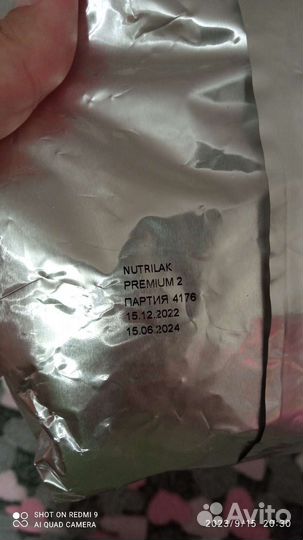 NUTRILAK
PREMIUM 2
ПАРТИЯ 4176
15.12.2022
15.06.2024
SHOT ON REDMI 9
AI QUAD CAMERA
2023/9/15 20:30
Avito